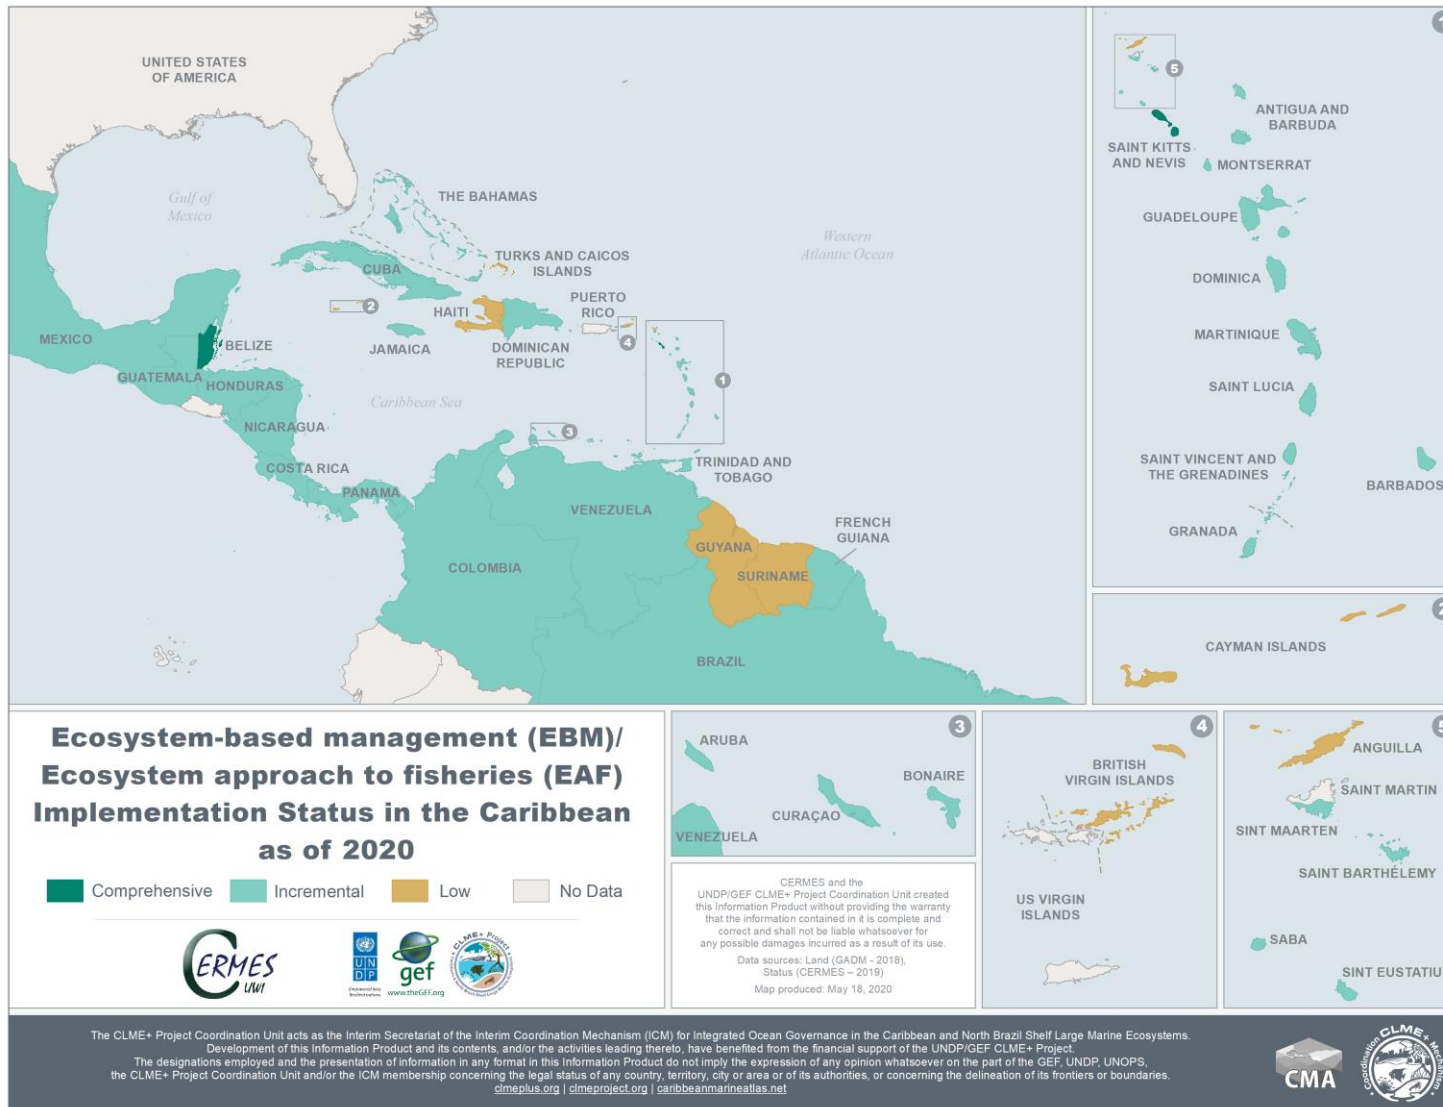 UNITED STATES
OF AMERICA
Gulf of
Mexico
THE BAHAMAS
Western
Atlantic Ocean
CUBA
TURKS AND CAICOS
ISLANDS
2
HAITI
PUERTO
RICO
MEXICO
BELIZE
JAMAICA
DOMINICAN
REPUBLIC
4
GUATEMALA
HONDURAS
Caribbean Sea
1
NICARAGUA
3
COSTA RICA
TRINIDAD AND
TOBAGO
PANAMA
VENEZUELA
FRENCH
GUIANA
GUYANA
COLOMBIA
SURINAME
BRAZIL
5
ANTIGUA AND
BARBUDA
SAINT KITTS
AND NEVIS
MONTSERRAT
GUADELOUPE
DOMINICA
MARTINIQUE
SAINT LUCIA
SAINT VINCENT AND
THE GRENADINES
BARBADOS
GRANADA
2
CAYMAN ISLANDS
Ecosystem-based management (EBM)/
Ecosystem approach to fisheries (EAF)
Implementation Status in the Caribbean
as of 2020
Comprehensive
Incremental
Low
No Data
CERMES
UWI
UN
DP
gef
www.theGEF.org
CLME+ Project
3
ARUBA
BONAIRE
CURAÇAO
VENEZUELA
CERMES and the
UNDP/GEF CLME+ Project Coordination Unit created
this Information Product without providing the warranty
that the information contained in it is complete and
correct and shall not be liable whatsoever for
any possible damages incurred as a result of its use.
Data sources: Land (GADM - 2018),
Status (CERMES – 2019)
Map produced: May 18, 2020
4
BRITISH
VIRGIN ISLANDS
US VIRGIN
ISLANDS
ANGUILLA
SAINT MARTIN
SINT MAARTEN
SAINT BARTHÉLEMY
SABA
SINT EUSTATIU
The CLME+ Project Coordination Unit acts as the Interim Secretariat of the Interim Coordination Mechanism (ICM) for Integrated Ocean Governance in the Caribbean and North Brazil Shelf Large Marine Ecosystems.
Development of this Information Product and its contents, and/or the activities leading thereto, have benefited from the financial support of the UNDP/GEF CLME+ Project.
The designations employed and the presentation of information in any format in this Information Product do not imply the expression of any opinion whatsoever on the part of the GEF, UNDP, UNOPS,
the CLME+ Project Coordination Unit and/or the ICM membership concerning the legal status of any country, territory, city or area or of its authorities, or concerning the delineation of its frontiers or boundaries.
clmeplus.org | clmeproject.org | caribbeanmarineatlas.net
CMA
CLME+
Coordination Mechanism